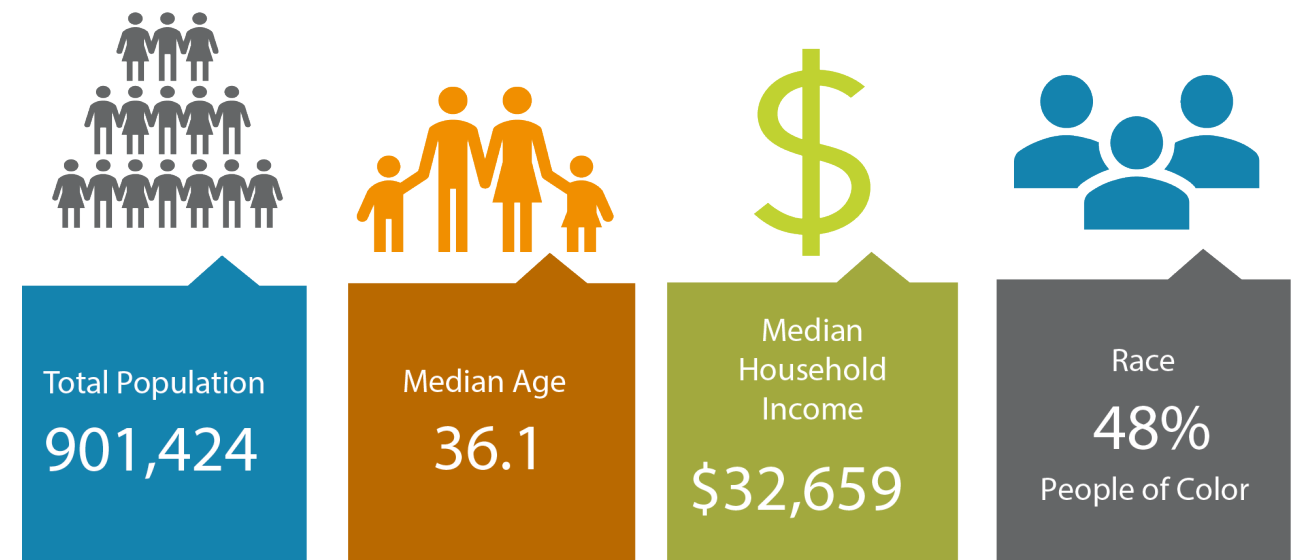 Total Population
901,424
Median Age
36.1
Median
Household
Income
$32,659
Race
48%
People of Color